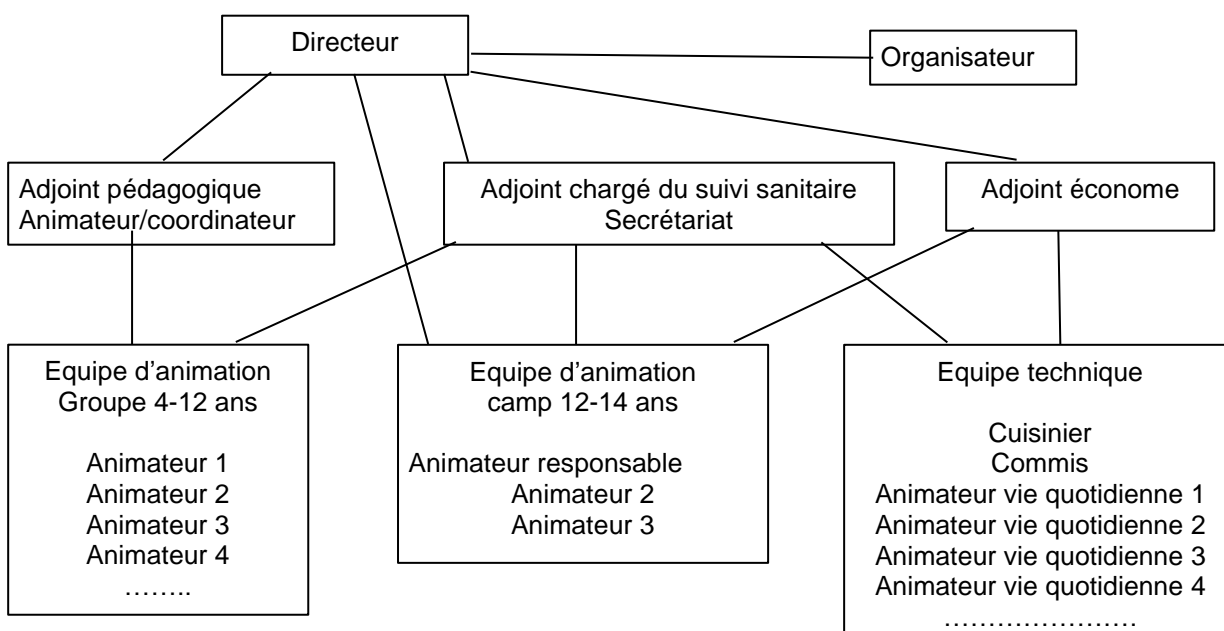 Directeur
Organisateur
Adjoint pédagogique
Animateur/coordinateur
Adjoint chargé du suivi sanitaire
Secrétariat
Adjoint économe
Equipe d’animation
Groupe 4-12 ans
Animateur 1
Animateur 2
Animateur 3
Animateur 4
……..
Equipe d’animation
camp 12-14 ans
Animateur responsable
Animateur 2
Animateur 3
Equipe technique
Cuisinier
Commis
Animateur vie quotidienne 1
Animateur vie quotidienne 2
Animateur vie quotidienne 3
Animateur vie quotidienne 4
………………….